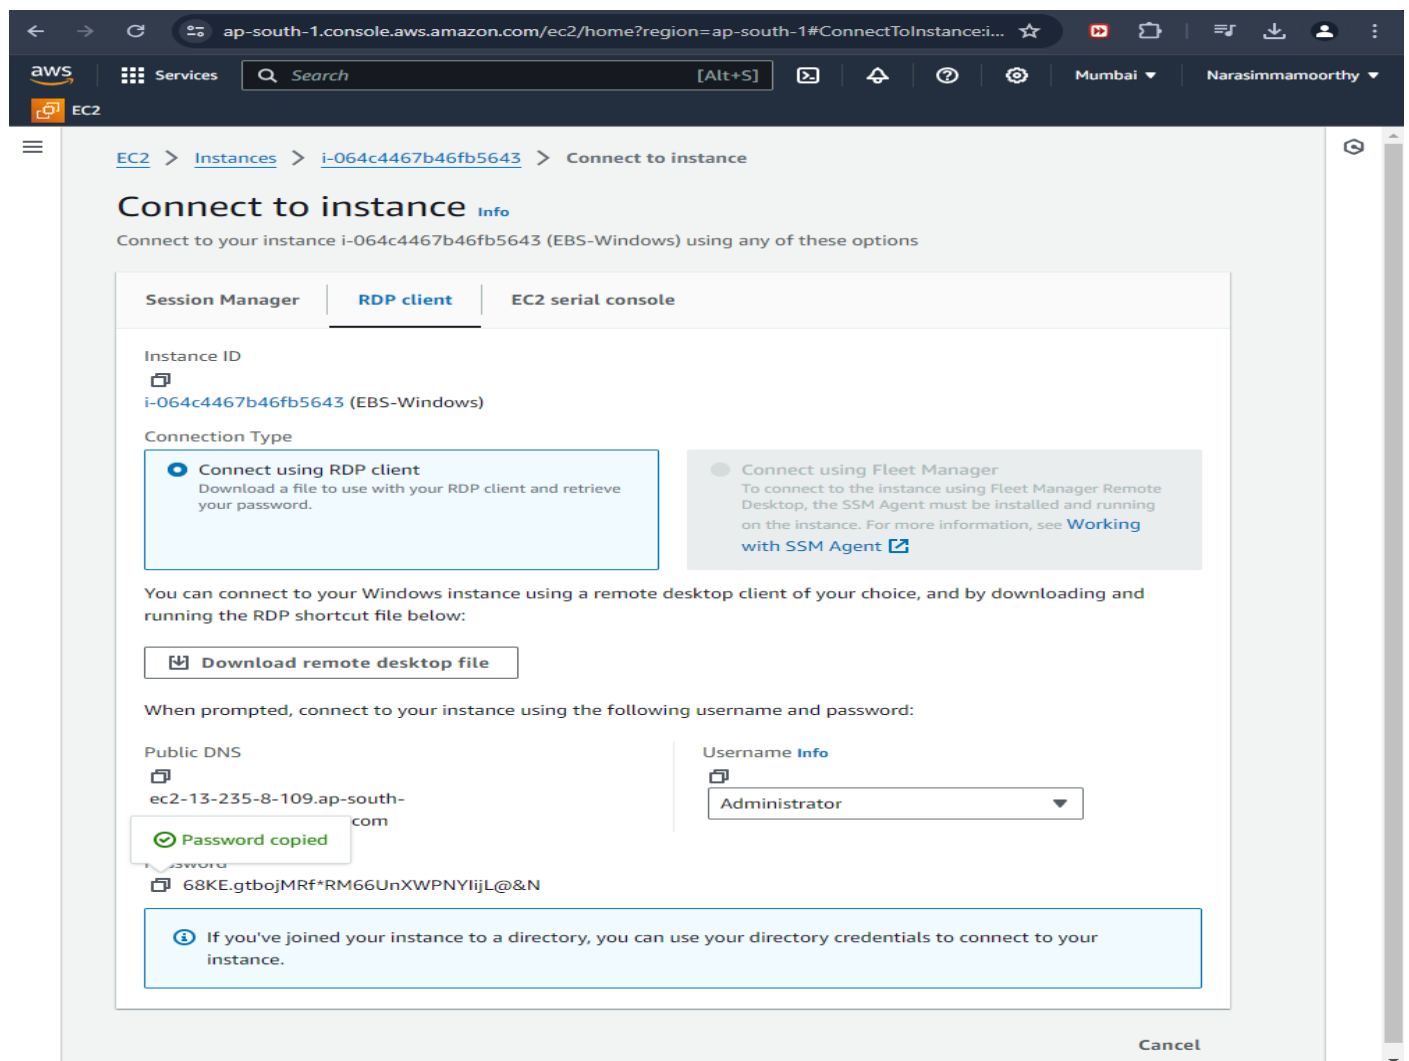 ap-south-1.console.aws.amazon.com/ec2/home?region=ap-south-1#ConnectToInstance:i...
aws
Services
Search
[Alt+S]
Mumbai
Narasimmamoorthy
EC2
EC2 > Instances > i-064c4467b46fb5643 > Connect to instance
Connect to instance Info
Connect to your instance i-064c4467b46fb5643 (EBS-Windows) using any of these options
Session Manager
RDP client
EC2 serial console
Instance ID
i-064c4467b46fb5643 (EBS-Windows)
Connection Type
Connect using RDP client
Download a file to use with your RDP client and retrieve
your password.
Connect using Fleet Manager
To connect to the instance using Fleet Manager Remote
Desktop, the SSM Agent must be installed and running
on the instance. For more information, see Working
with SSM Agent
You can connect to your Windows instance using a remote desktop client of your choice, and by downloading and
running the RDP shortcut file below:
Download remote desktop file
When prompted, connect to your instance using the following username and password:
Public DNS
ec2-13-235-8-109.ap-south-
com
Username Info
Administrator
Password copied
68KE.gtbojMRf*RM66UnXWPNYIijL@&N
If you've joined your instance to a directory, you can use your directory credentials to connect to your
instance.
Cancel